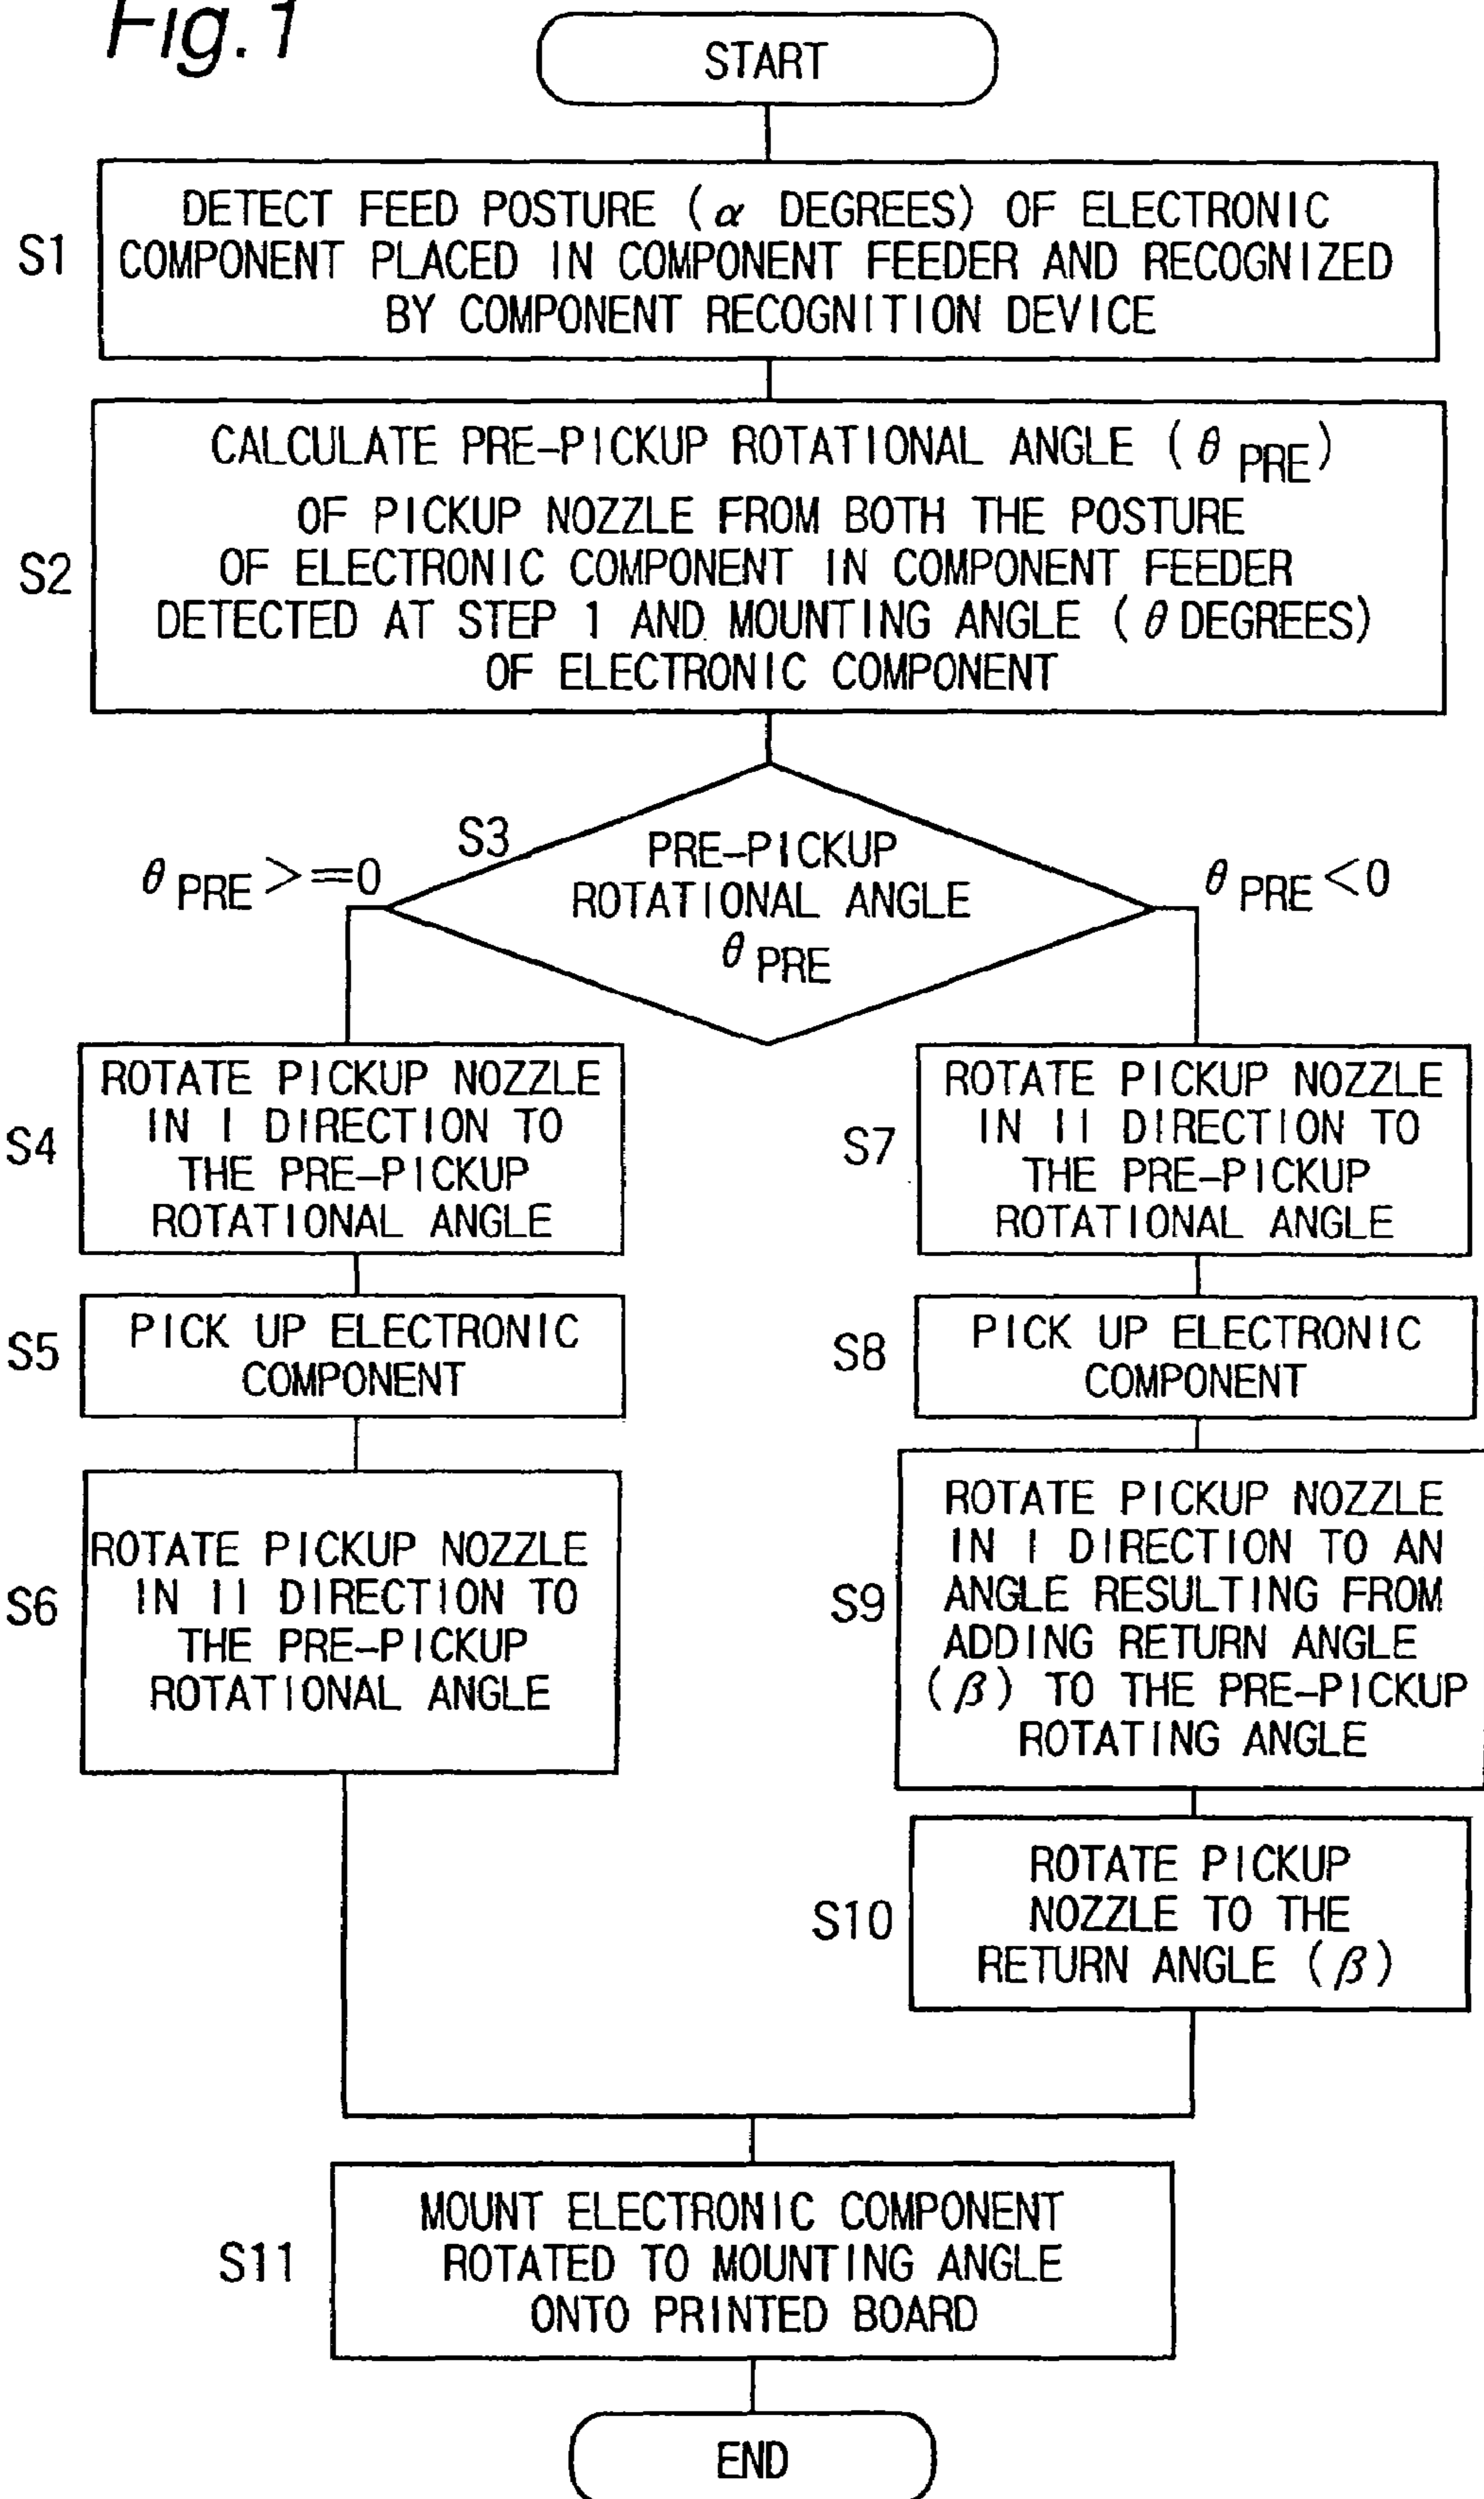 Fig. 1
START
S1
DETECT FEED POSTURE (α DEGREES) OF ELECTRONIC
COMPONENT PLACED IN COMPONENT FEEDER AND RECOGNIZED
BY COMPONENT RECOGNITION DEVICE
S2
CALCULATE PRE-PICKUP ROTATIONAL ANGLE (θ PRE)
OF PICKUP NOZZLE FROM BOTH THE POSTURE
OF ELECTRONIC COMPONENT IN COMPONENT FEEDER
DETECTED AT STEP 1 AND MOUNTING ANGLE (θ DEGREES)
OF ELECTRONIC COMPONENT
S3
PRE-PICKUP
ROTATIONAL ANGLE
θ PRE
θ PRE >==0
θ PRE <0
S4
ROTATE PICKUP NOZZLE
IN I DIRECTION TO
THE PRE-PICKUP
ROTATIONAL ANGLE
S5
PICK UP ELECTRONIC
COMPONENT
S6
ROTATE PICKUP NOZZLE
IN II DIRECTION TO
THE PRE-PICKUP
ROTATIONAL ANGLE
S7
ROTATE PICKUP NOZZLE
IN II DIRECTION TO
THE PRE-PICKUP
ROTATIONAL ANGLE
S8
PICK UP ELECTRONIC
COMPONENT
S9
ROTATE PICKUP NOZZLE
IN I DIRECTION TO AN
ANGLE RESULTING FROM
ADDING RETURN ANGLE
(β) TO THE PRE-PICKUP
ROTATING ANGLE
S10
ROTATE PICKUP
NOZZLE TO THE
RETURN ANGLE (β)
S11
MOUNT ELECTRONIC COMPONENT
ROTATED TO MOUNTING ANGLE
ONTO PRINTED BOARD
END